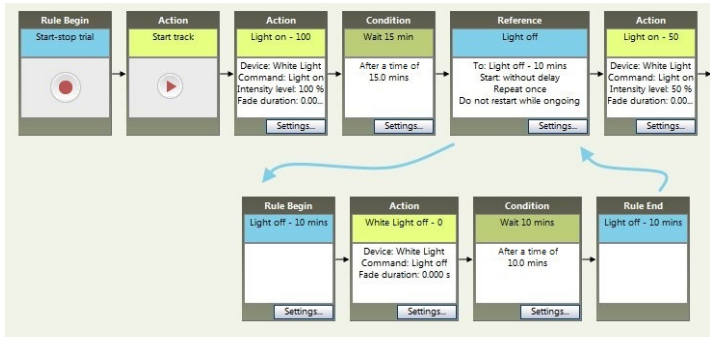 Rule Begin
Start-stop trial
Action
Start track
Action
Light on - 100
Device: White Light
Command: Light on
Intensity level: 100 %
Fade duration: 0.00...
Settings...
Condition
Wait 15 min
After a time of
15.0 mins
Settings...
Reference
Light off
To: Light off - 10 mins
Start: without delay
Repeat once
Do not restart while ongoing
Settings...
Action
Light on - 50
Device: White Light
Command: Light on
Intensity level: 50 %
Fade duration: 0.00...
Settings...
Rule Begin
Light off - 10 mins
Settings...
Action
White Light off - 0
Device: White Light
Command: Light off
Fade duration: 0.000 s
Settings...
Condition
Wait 10 mins
After a time of
10.0 mins
Settings...
Rule End
Light off - 10 mins